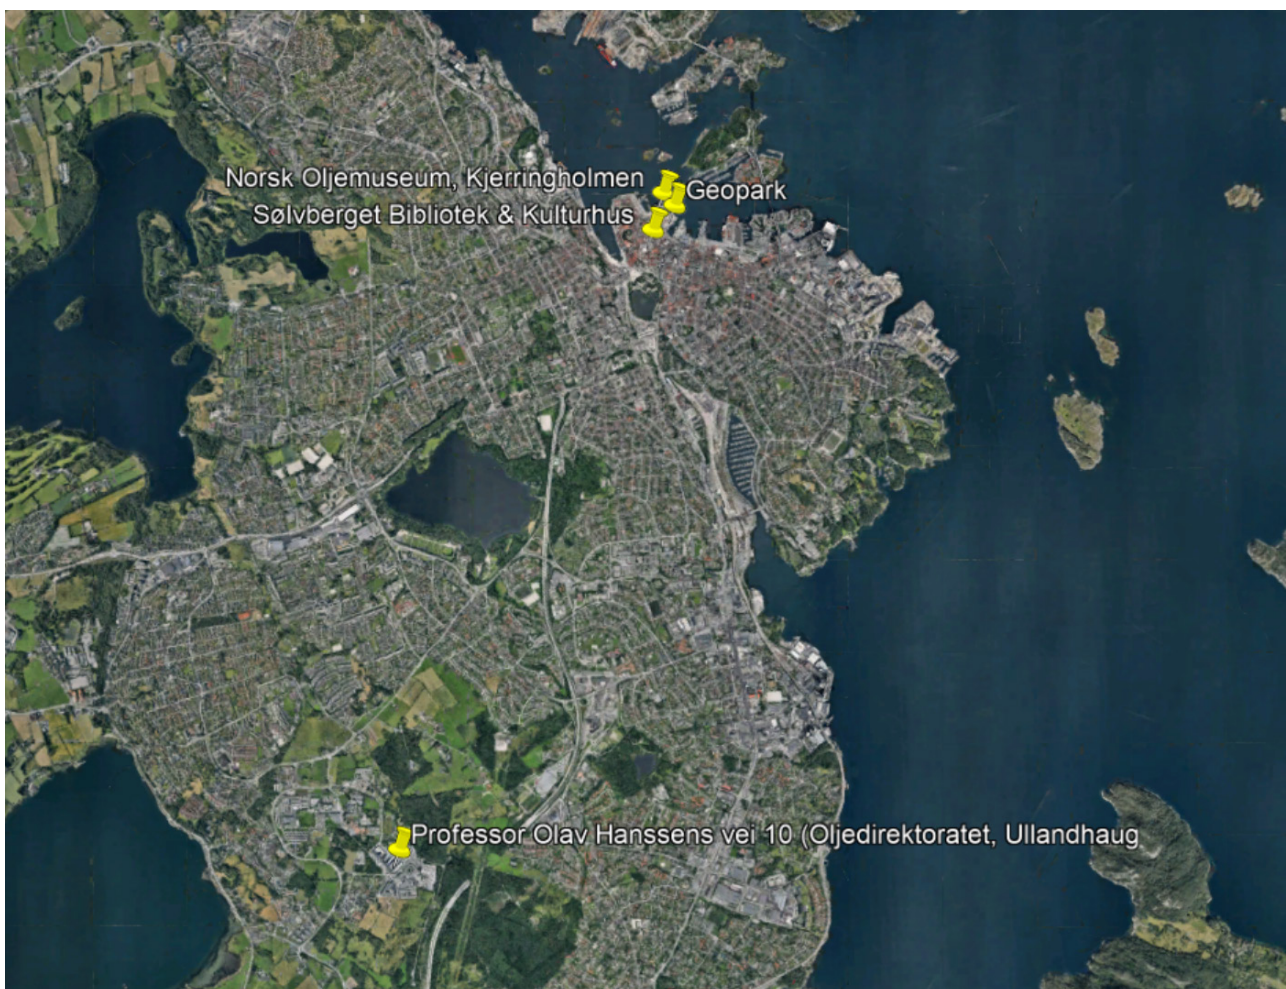 Norsk Oljemuseum, Kjerringholmen
Geopark
Sølvberget Bibliotek & Kulturhus
Professor Olav Hanssens vei 10 (Oljedirektoratet, Ullandhaug